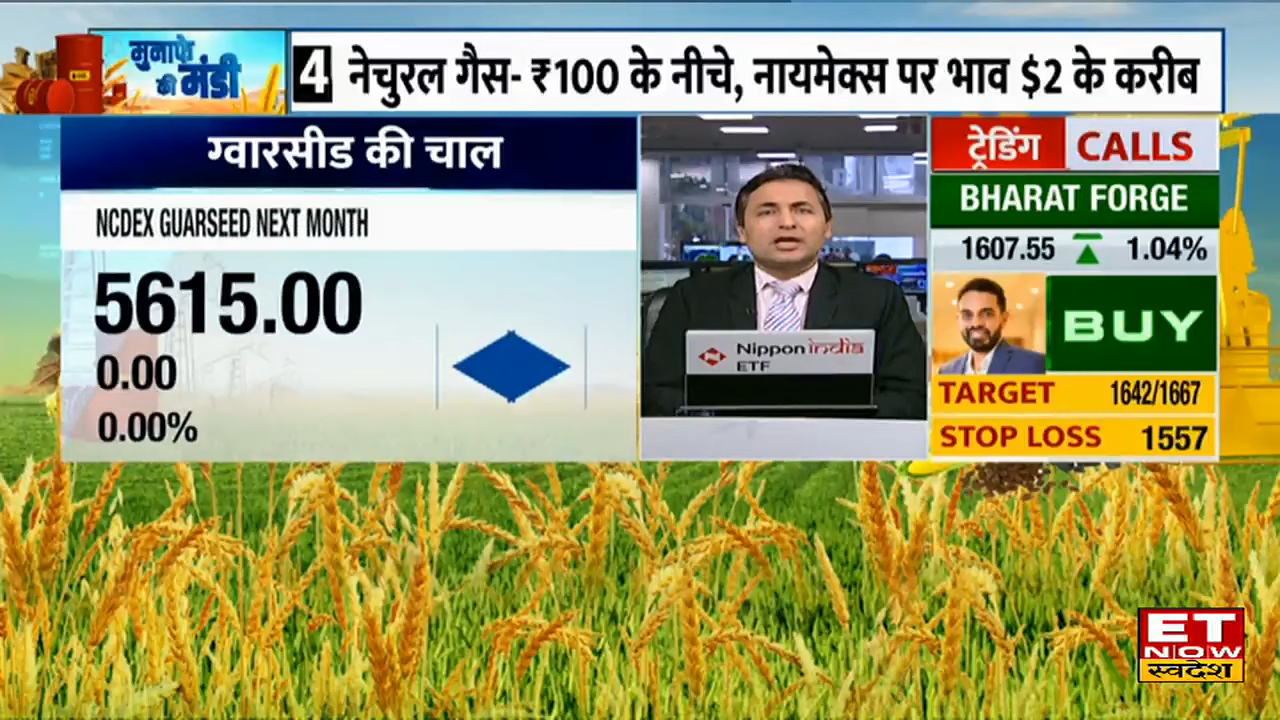 मुनाफे
की मंडी
4 नेचुरल गैस- ₹100 के नीचे, नायमेक्स पर भाव $2 के करीब
ग्वारसीड की चाल
NCDEX GUARSEED NEXT MONTH
5615.00
0.00
0.00%
Nippon india
ETF
ट्रेडिंग CALLS
BHARAT FORGE
1607.55 1.04%
BUY
TARGET 1642/1667
STOP LOSS 1557
ET
NOW
स्वदेश